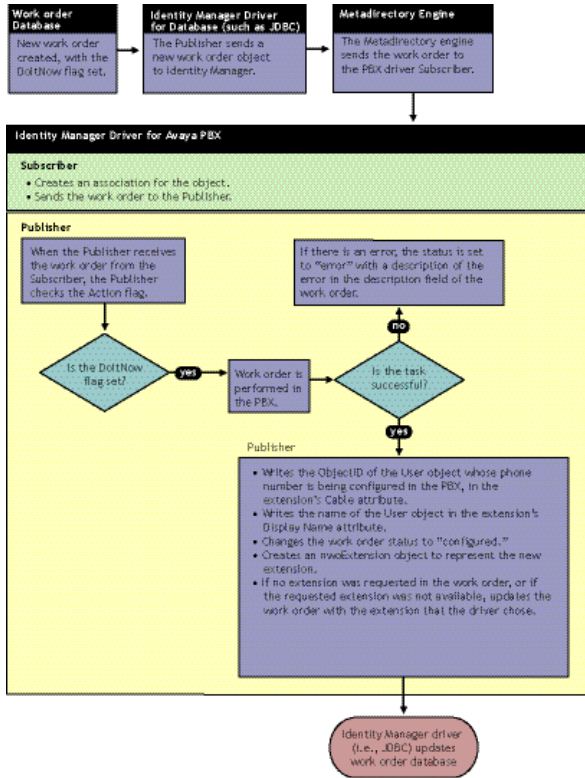 Work order
Database
New work order
created, with the
DoitNow flag set.
Identity Manager Driver
for Database (such as JDBC)
The Publisher sends a
new work order object
to Identity Manager.
Metadirectory Engine
The Metadirectory engine
sends the work order to
the PBX driver Subscriber.
Identity Manager Driver for Avaya PBX
Subscriber
• Creates an association for the object.
• Sends the work order to the Publisher.
Publisher
When the Publisher receives
the work order from the
Subscriber, the Publisher
checks the Action flag.
If there is an error, the status is set
to "error" with a description of the
error in the description field of the
work order.
no
Is the DoItNow
flag set?
yes
Work order is
performed in
the PBX.
Is the task
successful?
yes
Publisher
• Writes the ObjectID of the User object whose phone
number is being configured in the PBX, in the
extension's Cable attribute.
• Writes the name of the User object in the extension's
Display Name attribute.
• Changes the work order status to "configured."
• Creates an nwoExtension object to represent the new
extension.
• If no extension was requested in the work order, or if
the requested extension was not available, updates the
work order with the extension that the driver chose.
Identity Manager driver
(i.e., JDBC) updates
work order database